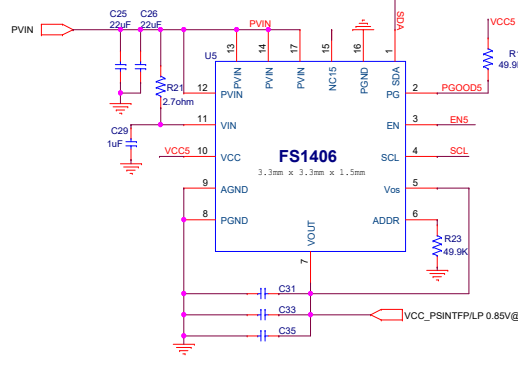 C25 C26
22uF 22uF
PVIN
PVIN
SDA
VCC5
U5
13 14 17 15 16 1
PVIN PVIN PVIN NC15 PGND SDA
R21
2.7ohm
12 PVIN
PG 2 PGOOD5
49.9
C29
1uF
11 VIN
EN 3 EN5
VCC5 10 VCC
FS1406
3.3mm x 3.3mm x 1.5mm
SCL 4 SCL
9 AGND
Vos 5
8 PGND
ADDR 6
VOUT
7
R23
49.9K
C31
C33
C35
VCC_PSINTFP/LP 0.85V@